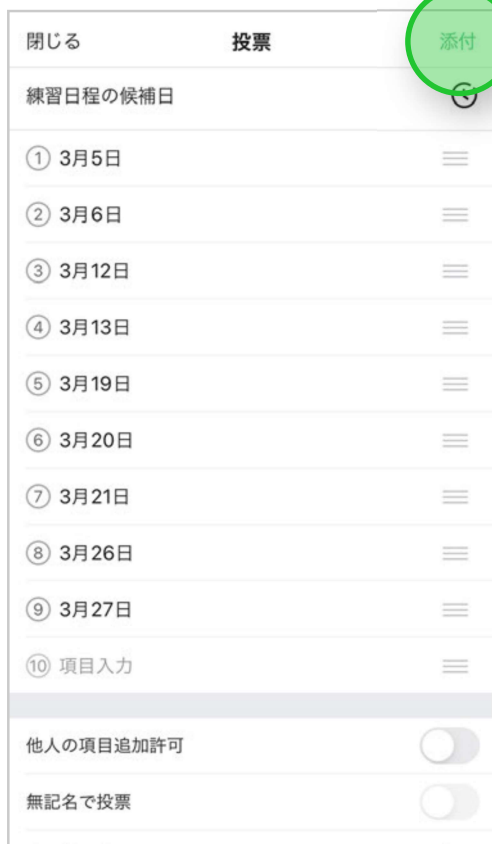 閉じる 投票 添付
練習日程の候補日
① 3月5日
② 3月6日
③ 3月12日
④ 3月13日
⑤ 3月19日
⑥ 3月20日
⑦ 3月21日
⑧ 3月26日
⑨ 3月27日
⑩ 項目入力
他人の項目追加許可
無記名で投票